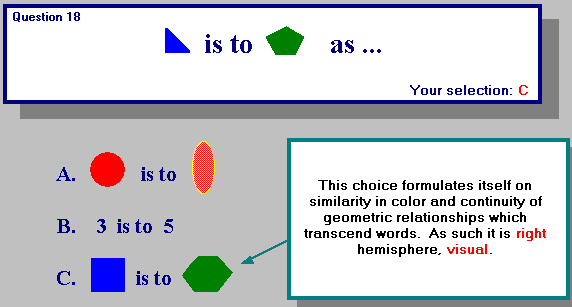 Question 18
is to as ...
Your selection: C
A. is to
B. 3 is to 5
C. is to
This choice formulates itself on
similarity in color and continuity of
geometric relationships which
transcend words. As such it is right
hemisphere, visual.